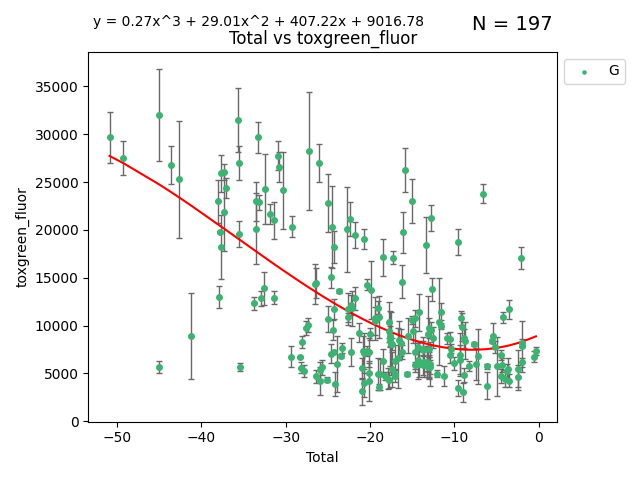 y = 0.27x^3 + 29.01x^2 + 407.22x + 9016.78
N = 197
Total vs toxgreen_fluor
G
35000
30000
25000
20000
15000
10000
5000
0
toxgreen_fluor
−50 −40 −30 −20 −10 0
Total